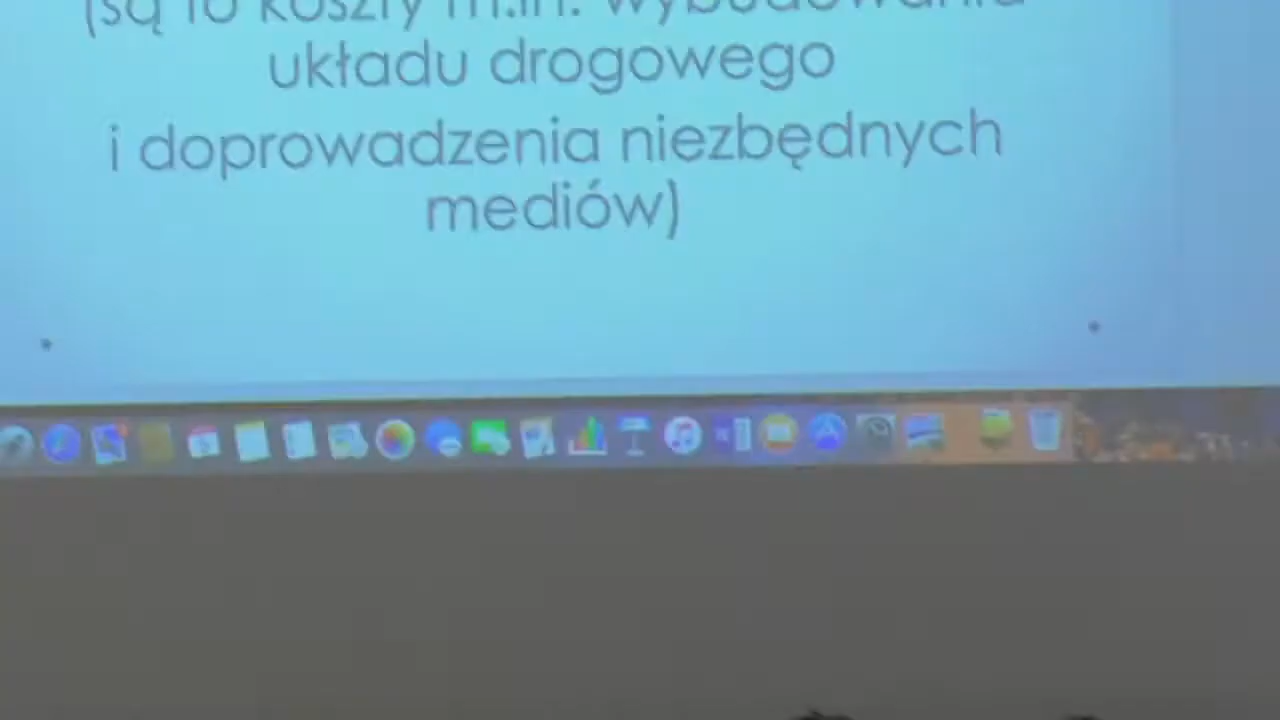 (są to koszty m.in. wybudowania
układu drogowego
i doprowadzenia niezbędnych
mediów)